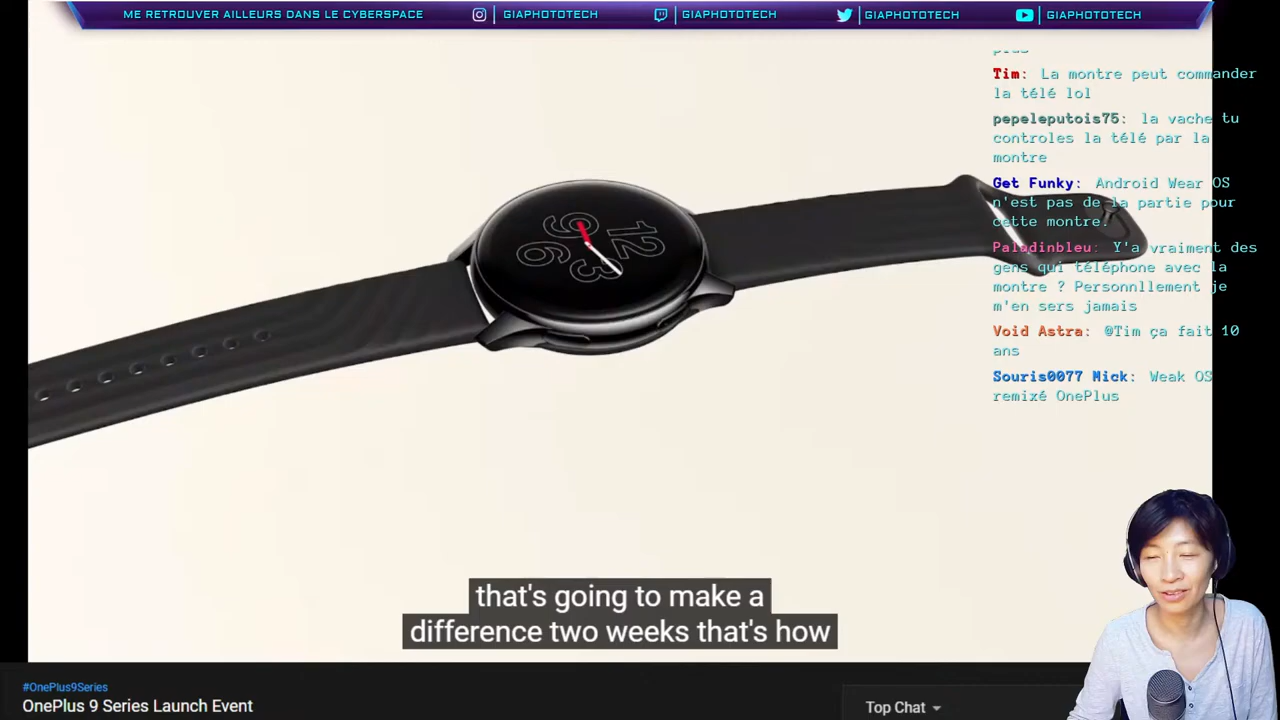 ME RETROUVER AILLEURS DANS LE CYBERSPACE
GIAPHOTOTECH
GIAPHOTOTECH
GIAPHOTOTECH
GIAPHOTOTECH
plus
Tim: La montre peut commander
la télé lol
pepeleputois75: la vache tu
controles la télé par la
montre
Get Funky: Android Wear OS
n'est pas de la partie pour
cette montre.
Paladinbleu: Y'a vraiment des
gens qui téléphone avec la
montre ? Personnllement je
m'en sers jamais
Void Astra: @Tim ça fait 10
ans
Souris0077 Mick: Weak OS
remixé OnePlus
12
9
3
6
that's going to make a
difference two weeks that's how
#OnePlus9Series
OnePlus 9 Series Launch Event
Top Chat